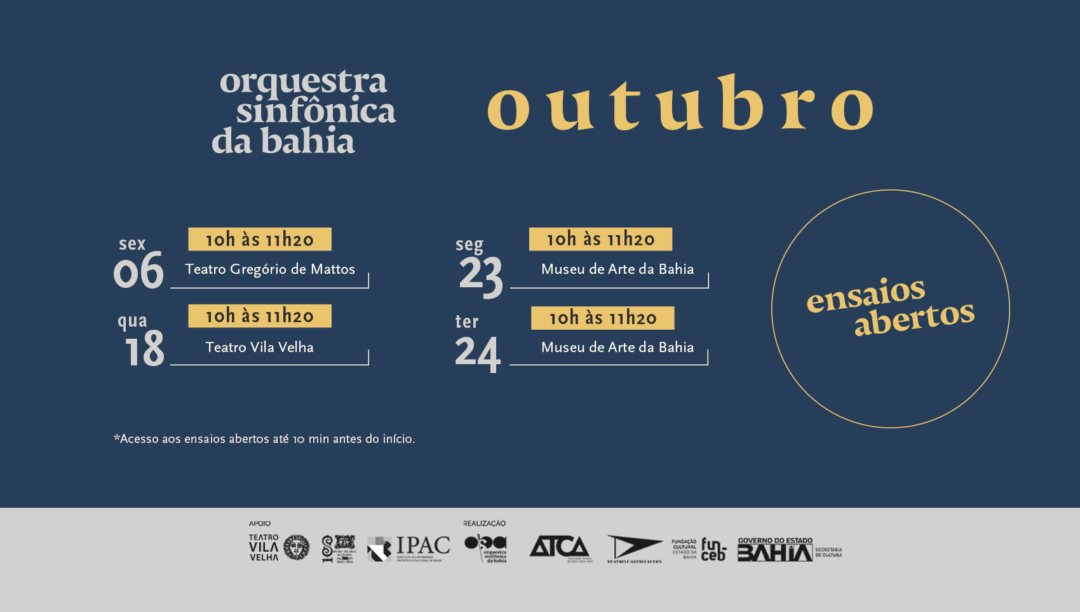 orquestra
sinfônica
da bahia
outubro
sex
06
10h às 11h20
Teatro Gregório de Mattos
qua
18
10h às 11h20
Teatro Vila Velha
seg
23
10h às 11h20
Museu de Arte da Bahia
ter
24
10h às 11h20
Museu de Arte da Bahia
ensaios
abertos
*Acesso aos ensaios abertos até 10 min antes do início.
APOIO
TEATRO
VILA
VELHA
IPAC
REALIZAÇÃO
orquestra
sinfônica
da bahia
ATCA
TEATRO CASTRO ALVES
FUNDAÇÃO
CULTURAL
ESTADO DA
BAHIA
fun
ceb
GOVERNO DO ESTADO
BAHIA
SECRETARIA
DE CULTURA